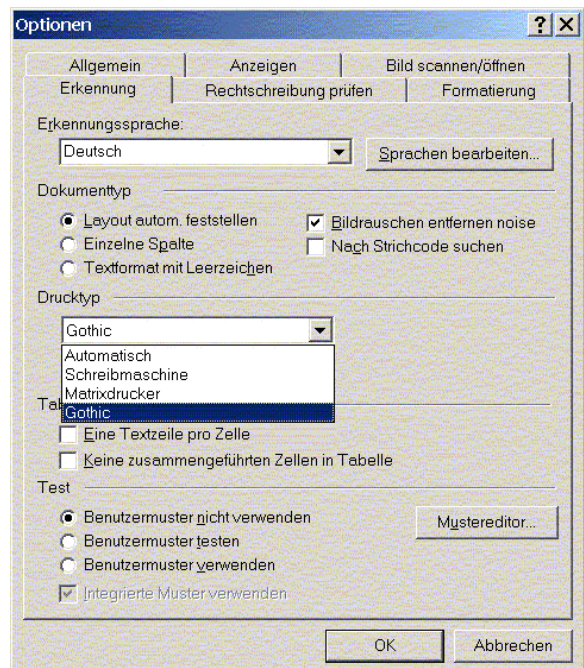 Optionen
Allgemein Anzeigen Bild scannen/öffnen
Erkennung Rechtschreibung prüfen Formatierung
Erkennungssprache:
Deutsch Sprachen bearbeiten...
Dokumenttyp
Layout autom. feststellen Bildrauschen entfernen noise
Einzelne Spalte Nach Strichcode suchen
Textformat mit Leerzeichen
Drucktyp
Gothic
Automatisch
Schreibmaschine
Matrixdrucker
Gothic
Eine Textzeile pro Zelle
Keine zusammengeführten Zellen in Tabelle
Test
Benutzermuster nicht verwenden Mustereditor...
Benutzermuster testen
Benutzermuster verwenden
Integrierte Muster verwenden
OK Abbrechen